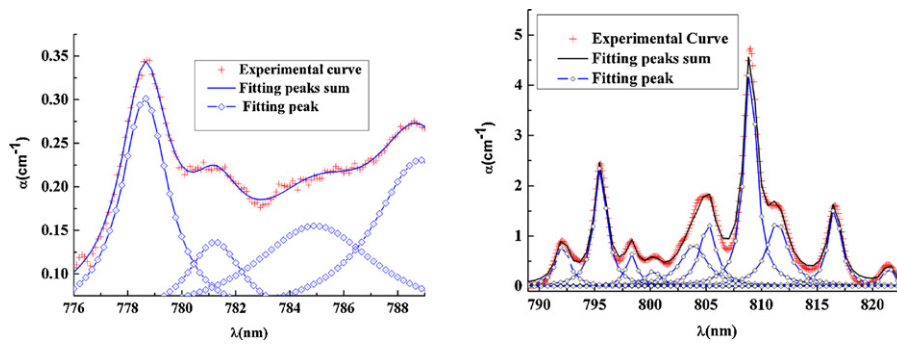 0.35
0.30
0.25
0.20
0.15
0.10
α(cm⁻¹)
Experimental curve
Fitting peaks sum
Fitting peak
776 778 780 782 784 786 788
λ(nm)
5
4
3
2
1
0
α(cm⁻¹)
Experimental Curve
Fitting peaks sum
Fitting peak
789 795 800 805 810 815 820
λ(nm)